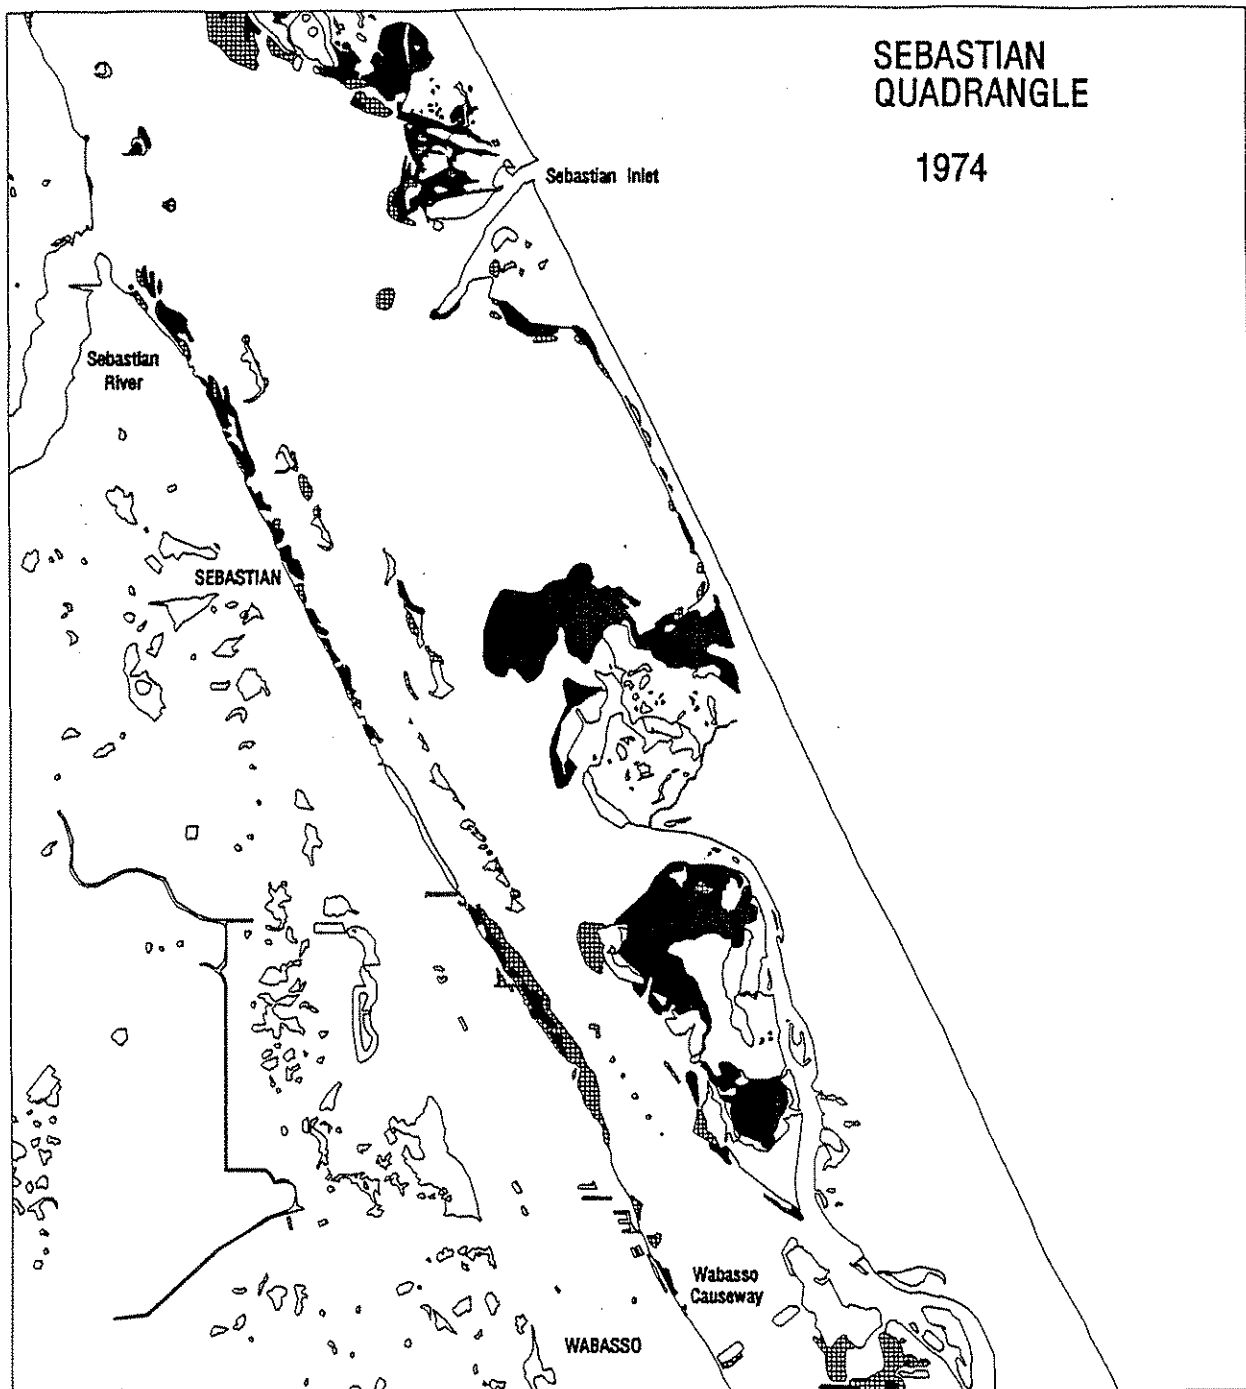 SEBASTIAN
QUADRANGLE
1974
Sebastian Inlet
Sebastian
River
SEBASTIAN
Wabasso
Causeway
WABASSO